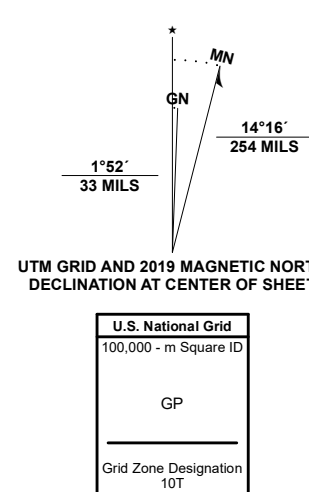 ★
MN
GN
14°16´
254 MILS
1°52´
33 MILS
UTM GRID AND 2019 MAGNETIC NORT
DECLINATION AT CENTER OF SHEET
U.S. National Grid
100,000 - m Square ID
GP
Grid Zone Designation
10T